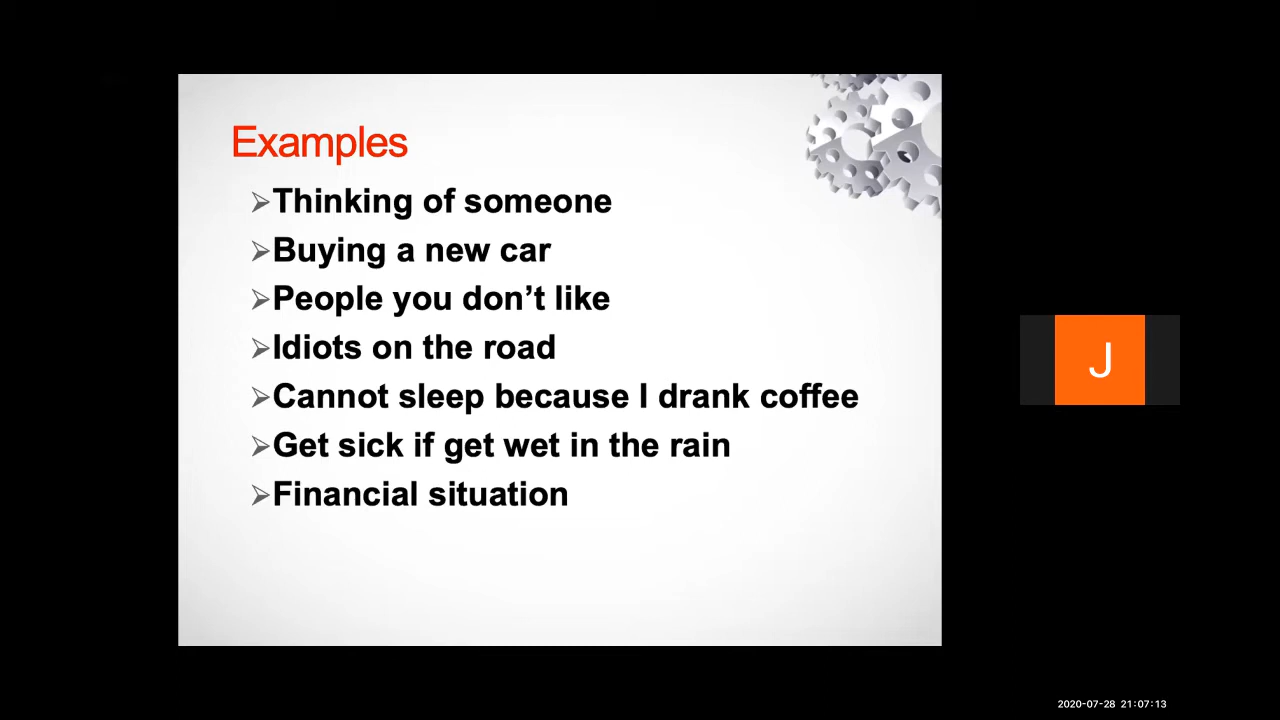 Examples
➢Thinking of someone
➢Buying a new car
➢People you don’t like
➢Idiots on the road
➢Cannot sleep because I drank coffee
➢Get sick if get wet in the rain
➢Financial situation
J
2020-07-28 21:07:13